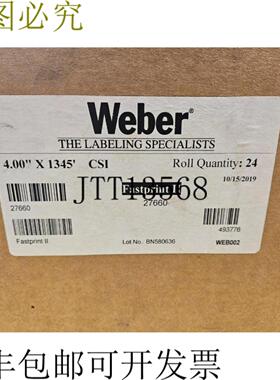 图必究
Weber®
THE LABELING SPECIALISTS
4.00" X 1345' CSI Roll Quantity: 24
10/15/2019
Fastprint II
JTT18568
27660 27660
493776
Fastprint II Lot No.: BN580636 WEB002
丰包邮可开发票